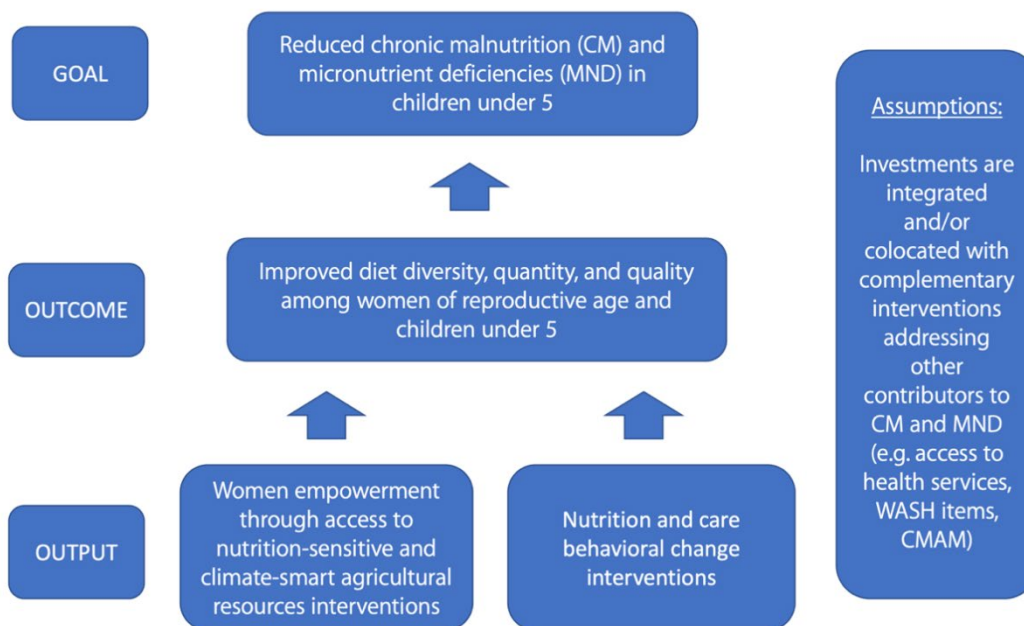 GOAL
Reduced chronic malnutrition (CM) and
micronutrient deficiencies (MND) in
children under 5
OUTCOME
Improved diet diversity, quantity, and quality
among women of reproductive age and
children under 5
OUTPUT
Women empowerment
through access to
nutrition-sensitive and
climate-smart agricultural
resources interventions
Nutrition and care
behavioral change
interventions
Assumptions:
Investments are
integrated
and/or
colocated with
complementary
interventions
addressing
other
contributors to
CM and MND
(e.g. access to
health services,
WASH items,
CMAM)